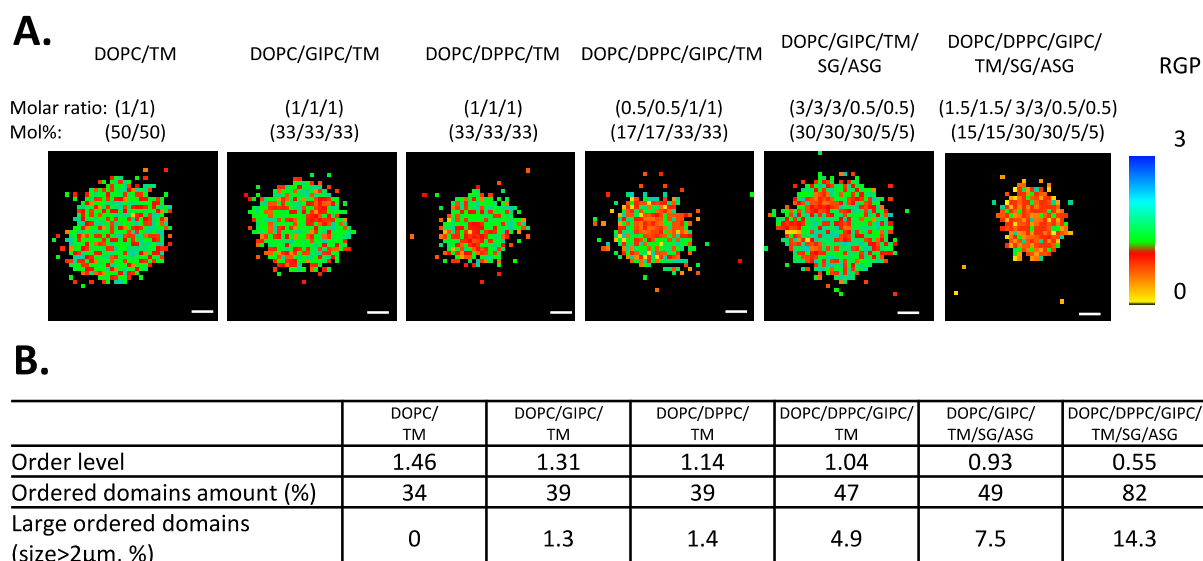 A.
DOPC/TM
DOPC/GIPC/TM
DOPC/DPPC/TM
DOPC/DPPC/GIPC/TM
DOPC/GIPC/TM/
SG/ASG
DOPC/DPPC/GIPC/
TM/SG/ASG
RGP
Molar ratio: (1/1) (1/1/1) (1/1/1) (0.5/0.5/1/1) (3/3/3/0.5/0.5) (1.5/1.5/ 3/3/0.5/0.5)
Mol%: (50/50) (33/33/33) (33/33/33) (17/17/33/33) (30/30/30/5/5) (15/15/30/30/5/5)
3
0
B.
DOPC/
TM
DOPC/GIPC/
TM
DOPC/DPPC/
TM
DOPC/DPPC/GIPC/
TM
DOPC/GIPC/
TM/SG/ASG
DOPC/DPPC/GIPC/
TM/SG/ASG
Order level 1.46 1.31 1.14 1.04 0.93 0.55
Ordered domains amount (%) 34 39 39 47 49 82
Large ordered domains
(size>2µm, %) 0 1.3 1.4 4.9 7.5 14.3